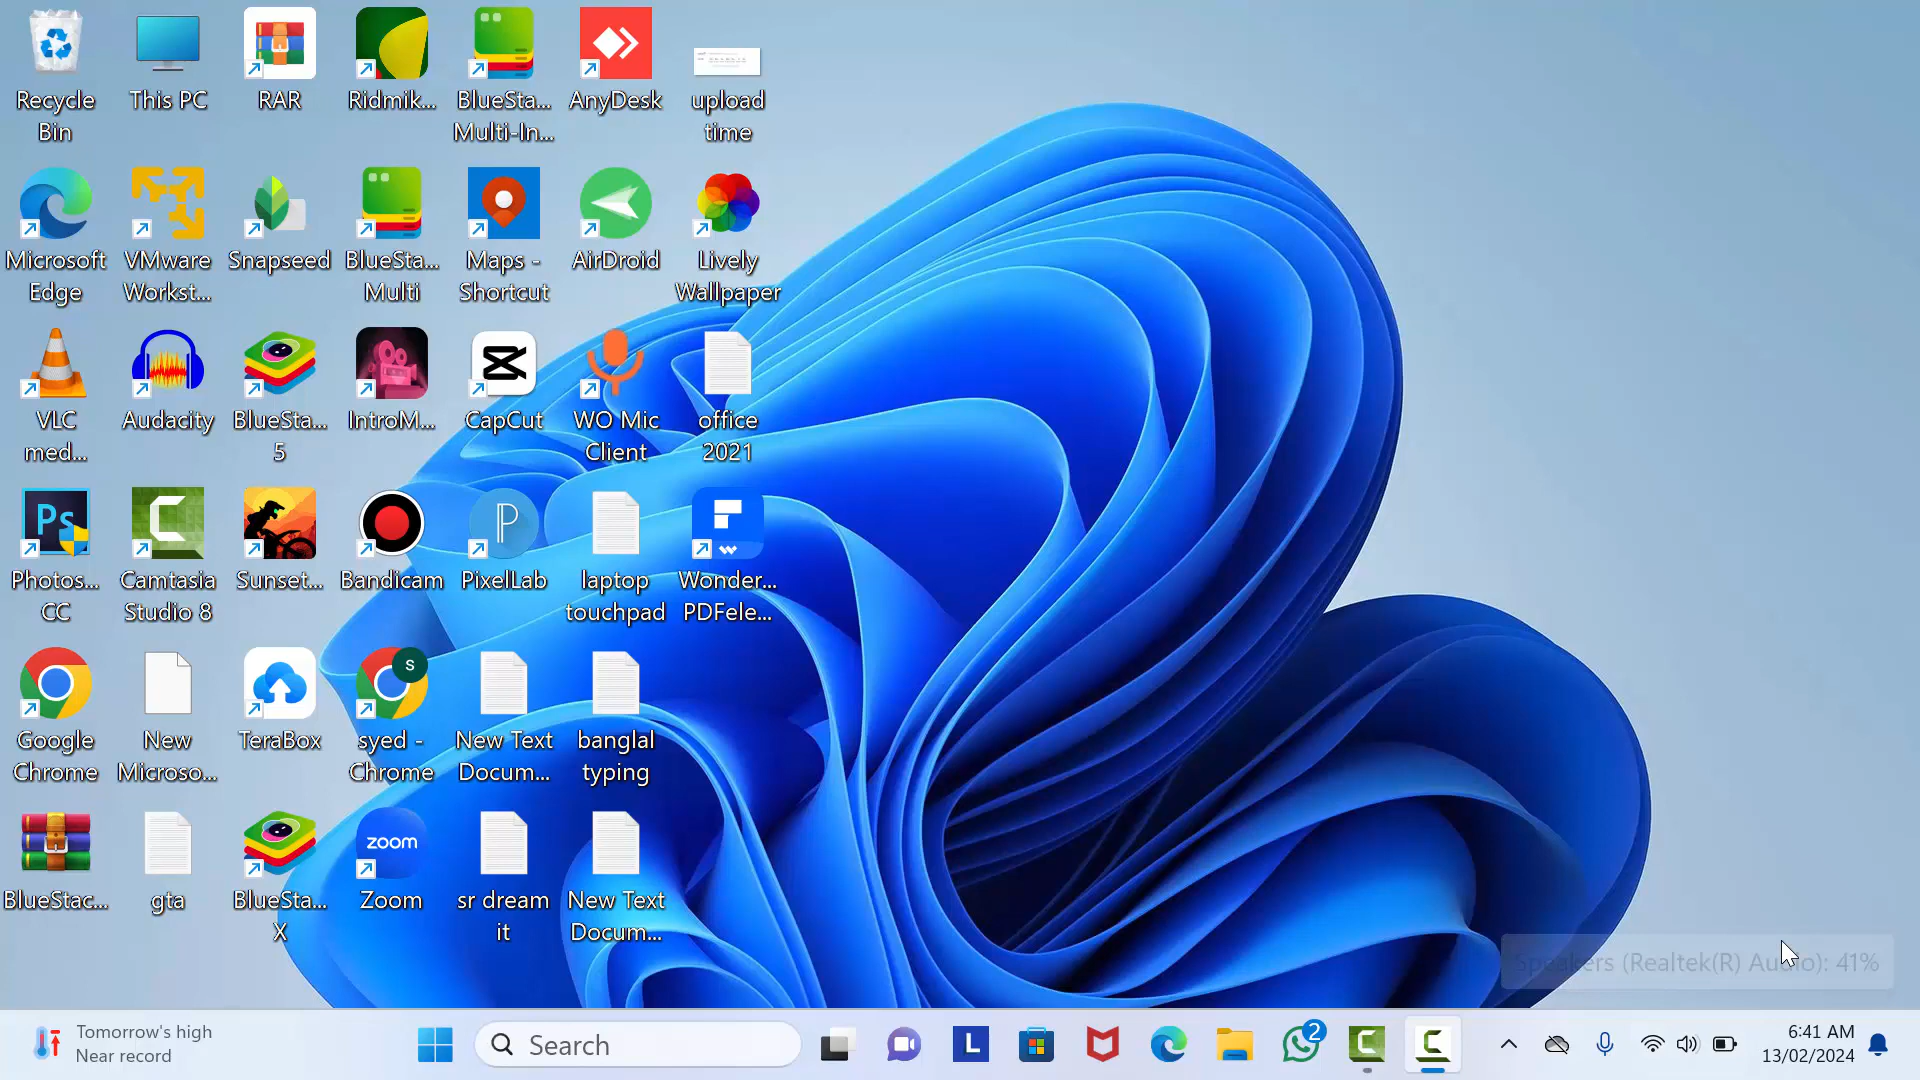 Recycle Bin
This PC
RAR
Ridmik...
BlueSta... Multi-In...
AnyDesk
upload time
Microsoft Edge
VMware Workst...
Snapseed
BlueSta... Multi
Maps - Shortcut
AirDroid
Lively Wallpaper
VLC med...
Audacity
BlueSta... 5
IntroM...
CapCut
WO Mic Client
office 2021
Ps
Photos... CC
Camtasia Studio 8
Sunset...
Bandicam
PixelLab
laptop touchpad
Wonder... PDFele...
Google Chrome
New Microso...
TeraBox
S
syed - Chrome
New Text Docum...
banglal typing
BlueStac...
gta
BlueSta... X
zoom
Zoom
sr dream it
New Text Docum...
Speakers (Realtek(R) Audio): 41%
Tomorrow's high
Near record
Search
L
2
6:41 AM
13/02/2024